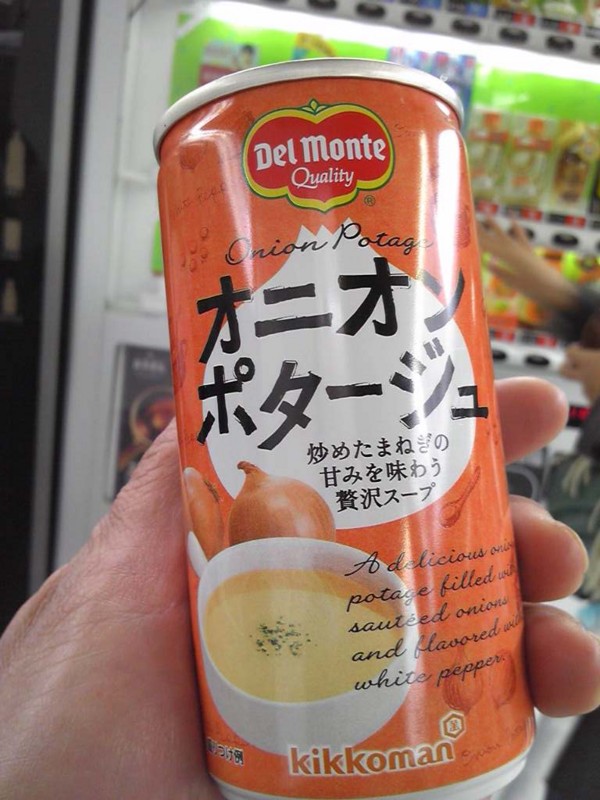 Del Monte
Quality
®
Onion Potage
オニオン
ポタージュ
炒めたまねぎの
甘みを味わう
贅沢スープ
A delicious
potage filled
sautéed onions
and flavored
white pepper.
kikkoman